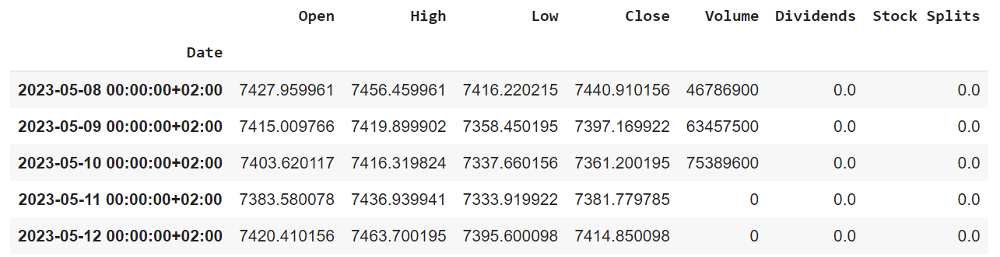 Open High Low Close Volume Dividends Stock Splits
Date
2023-05-08 00:00:00+02:00 7427.959961 7456.459961 7416.220215 7440.910156 46786900 0.0 0.0
2023-05-09 00:00:00+02:00 7415.009766 7419.899902 7358.450195 7397.169922 63457500 0.0 0.0
2023-05-10 00:00:00+02:00 7403.620117 7416.319824 7337.660156 7361.200195 75389600 0.0 0.0
2023-05-11 00:00:00+02:00 7383.580078 7436.939941 7333.919922 7381.779785 0 0.0 0.0
2023-05-12 00:00:00+02:00 7420.410156 7463.700195 7395.600098 7414.850098 0 0.0 0.0